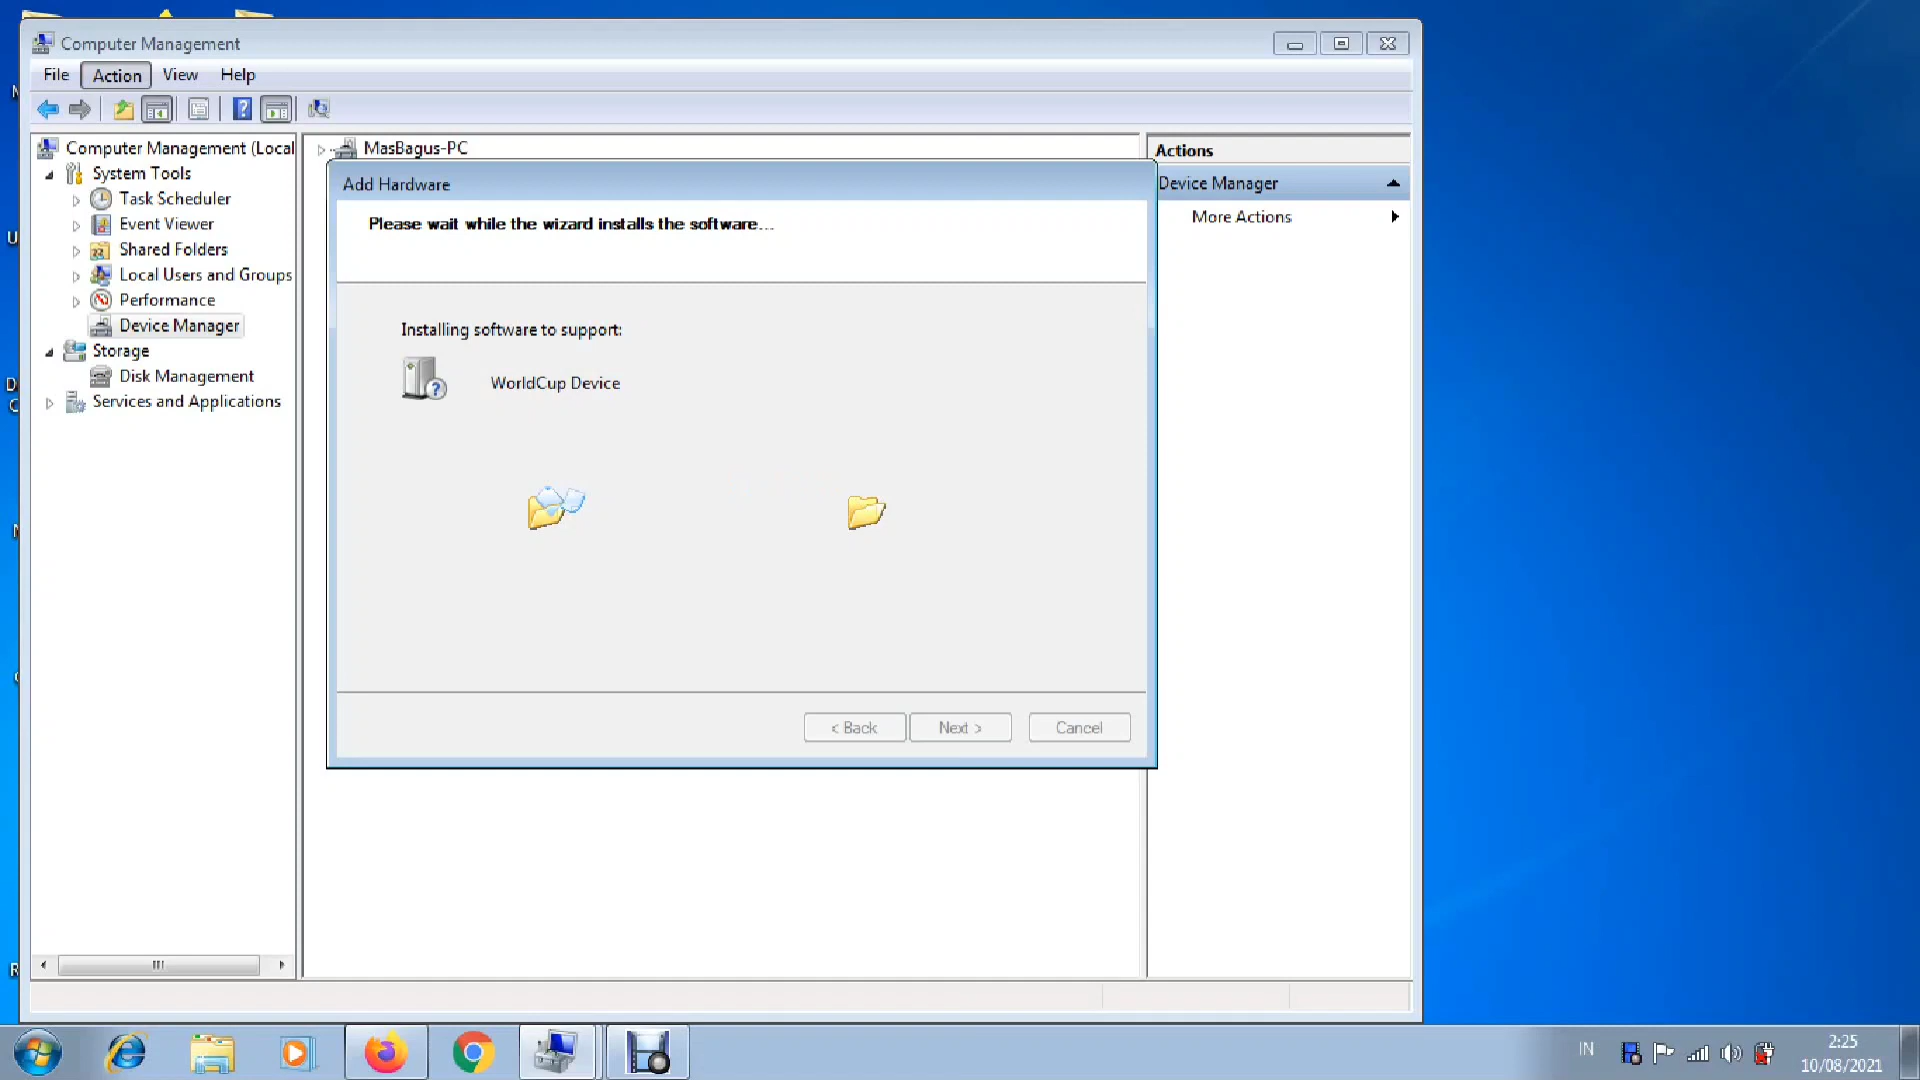 Computer Management
File Action View Help
Computer Management (Local
System Tools
Task Scheduler
Event Viewer
Shared Folders
Local Users and Groups
Performance
Device Manager
Storage
Disk Management
Services and Applications
MasBagus-PC
Add Hardware
Please wait while the wizard installs the software...
Installing software to support:
WorldCup Device
< Back Next > Cancel
Actions
Device Manager
More Actions
IN
2:25
10/08/2021